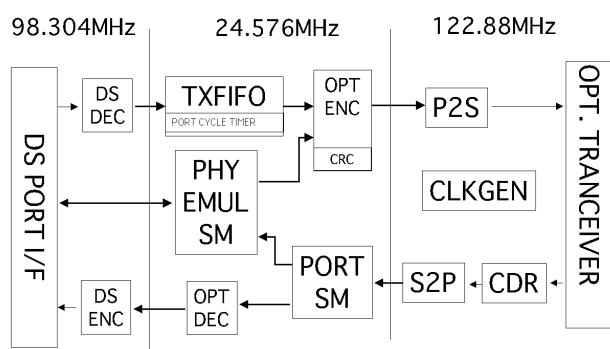 98.304MHz
24.576MHz
122.88MHz
DS PORT I/F
DS
DEC
TXFIFO
PORT CYCLE TIMER
OPT
ENC
CRC
P2S
OPT. TRANCEIVER
PHY
EMUL
SM
CLKGEN
PORT
SM
S2P
CDR
DS
ENC
OPT
DEC